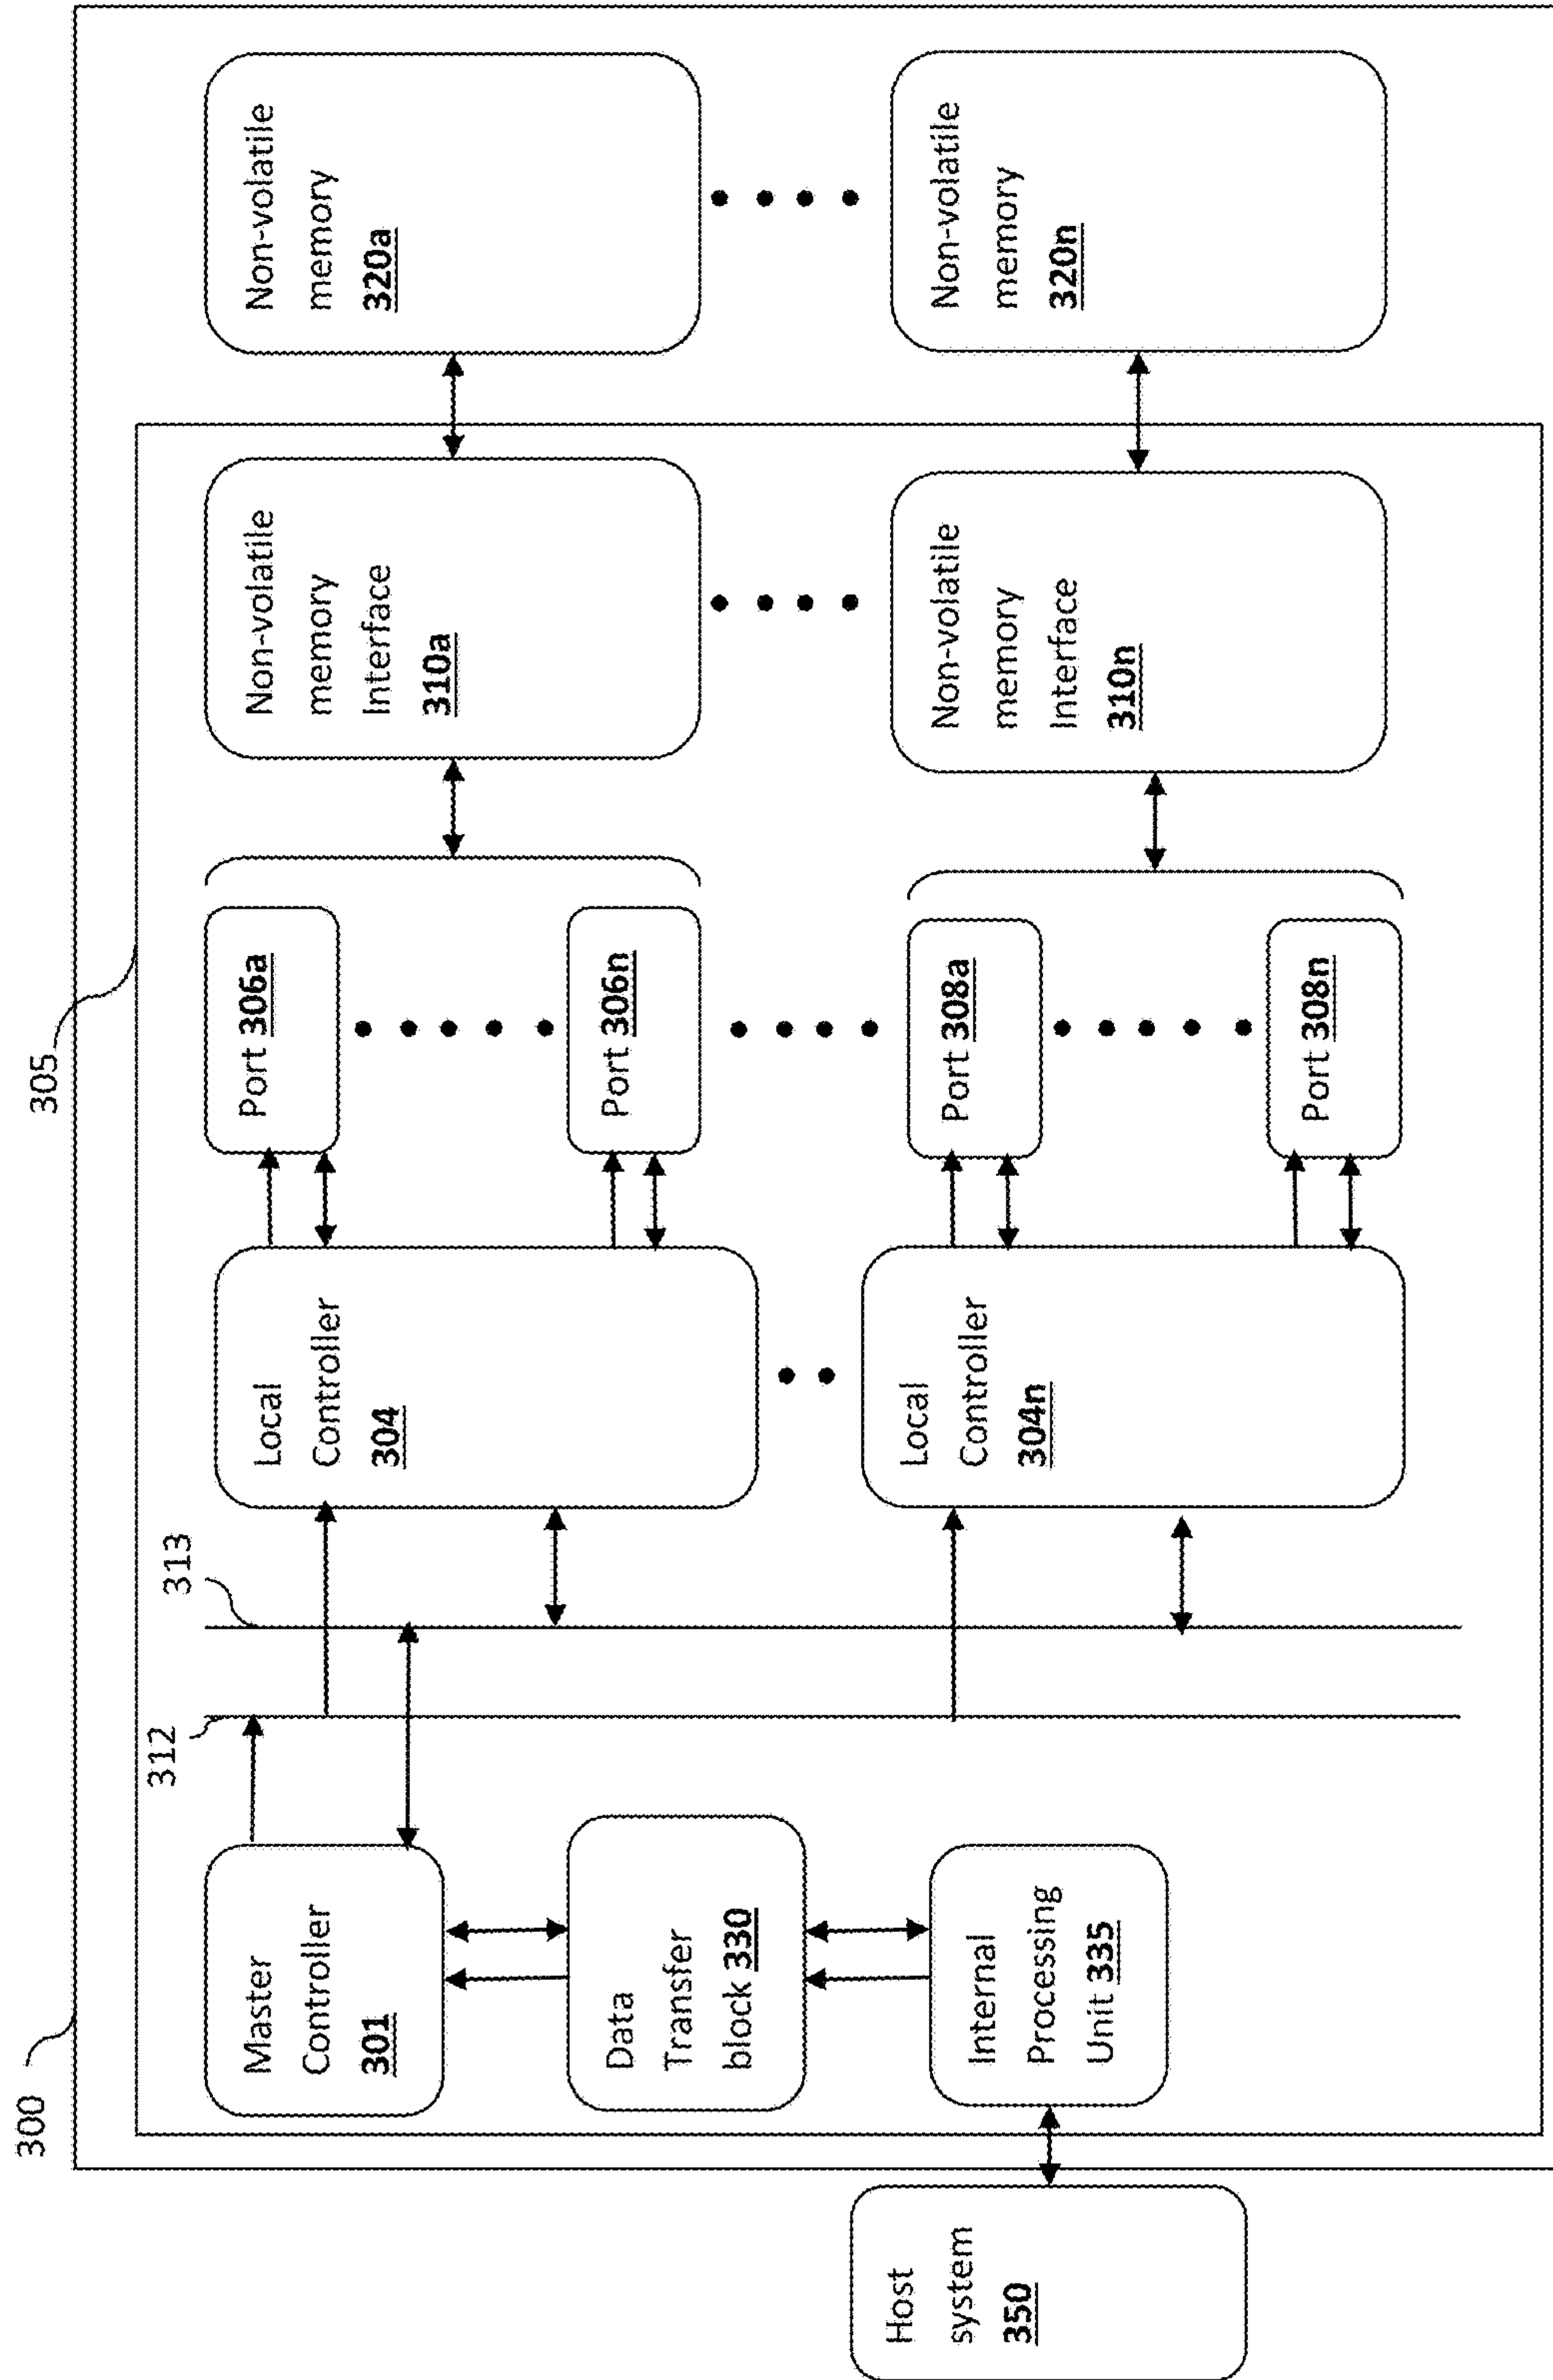 300
305
Host
system
350
Master
Controller
301
Data
Transfer
block 330
Internal
Processing
Unit 335
312
313
Local
Controller
304
Local
Controller
304n
Port 306a
Port 306n
Port 308a
Port 308n
Non-volatile
memory
Interface
310a
Non-volatile
memory
Interface
310n
Non-volatile
memory
320a
Non-volatile
memory
320n